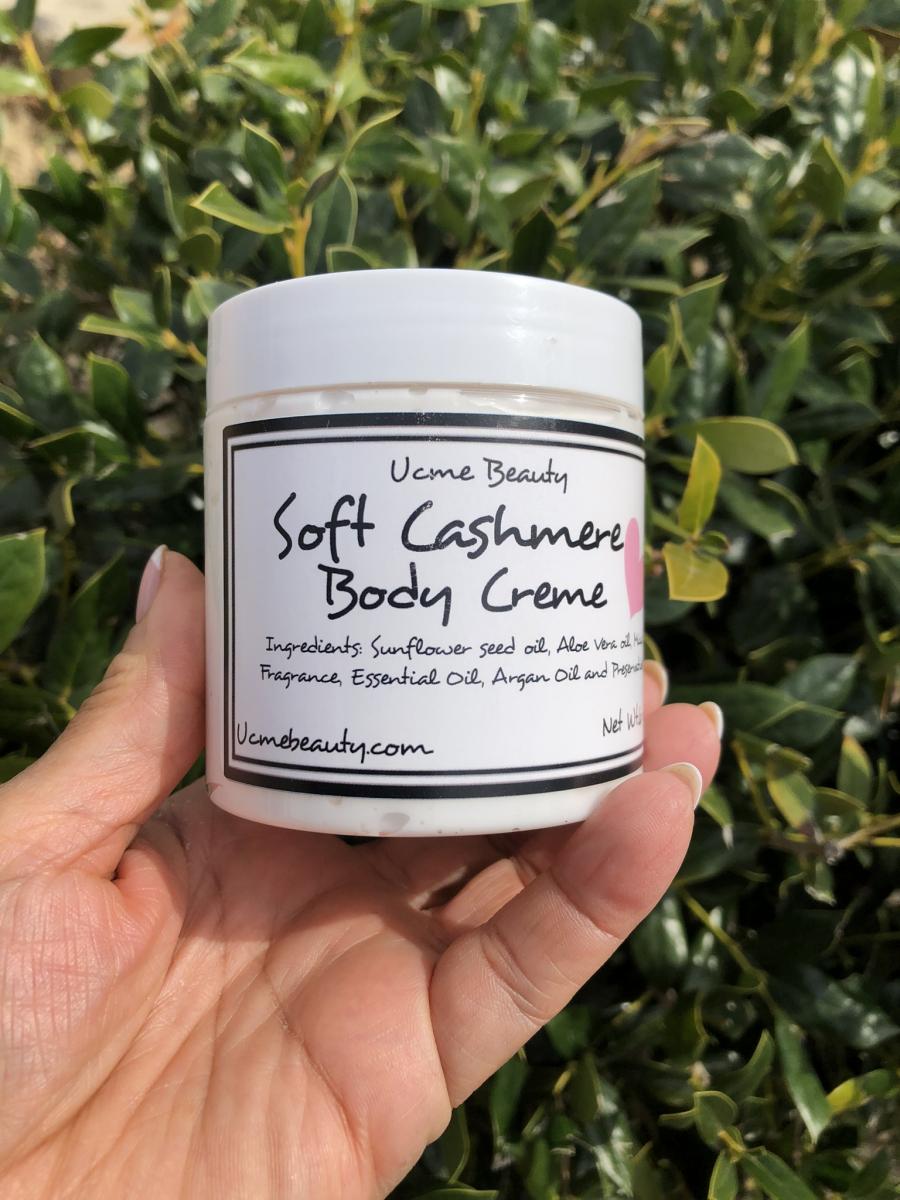 Ucme Beauty
Soft Cashmere
Body Creme
Ingredients: Sunflower seed oil, Aloe Vera oil,
Fragrance, Essential Oil, Argan Oil and
Ucmebeauty.com
Net